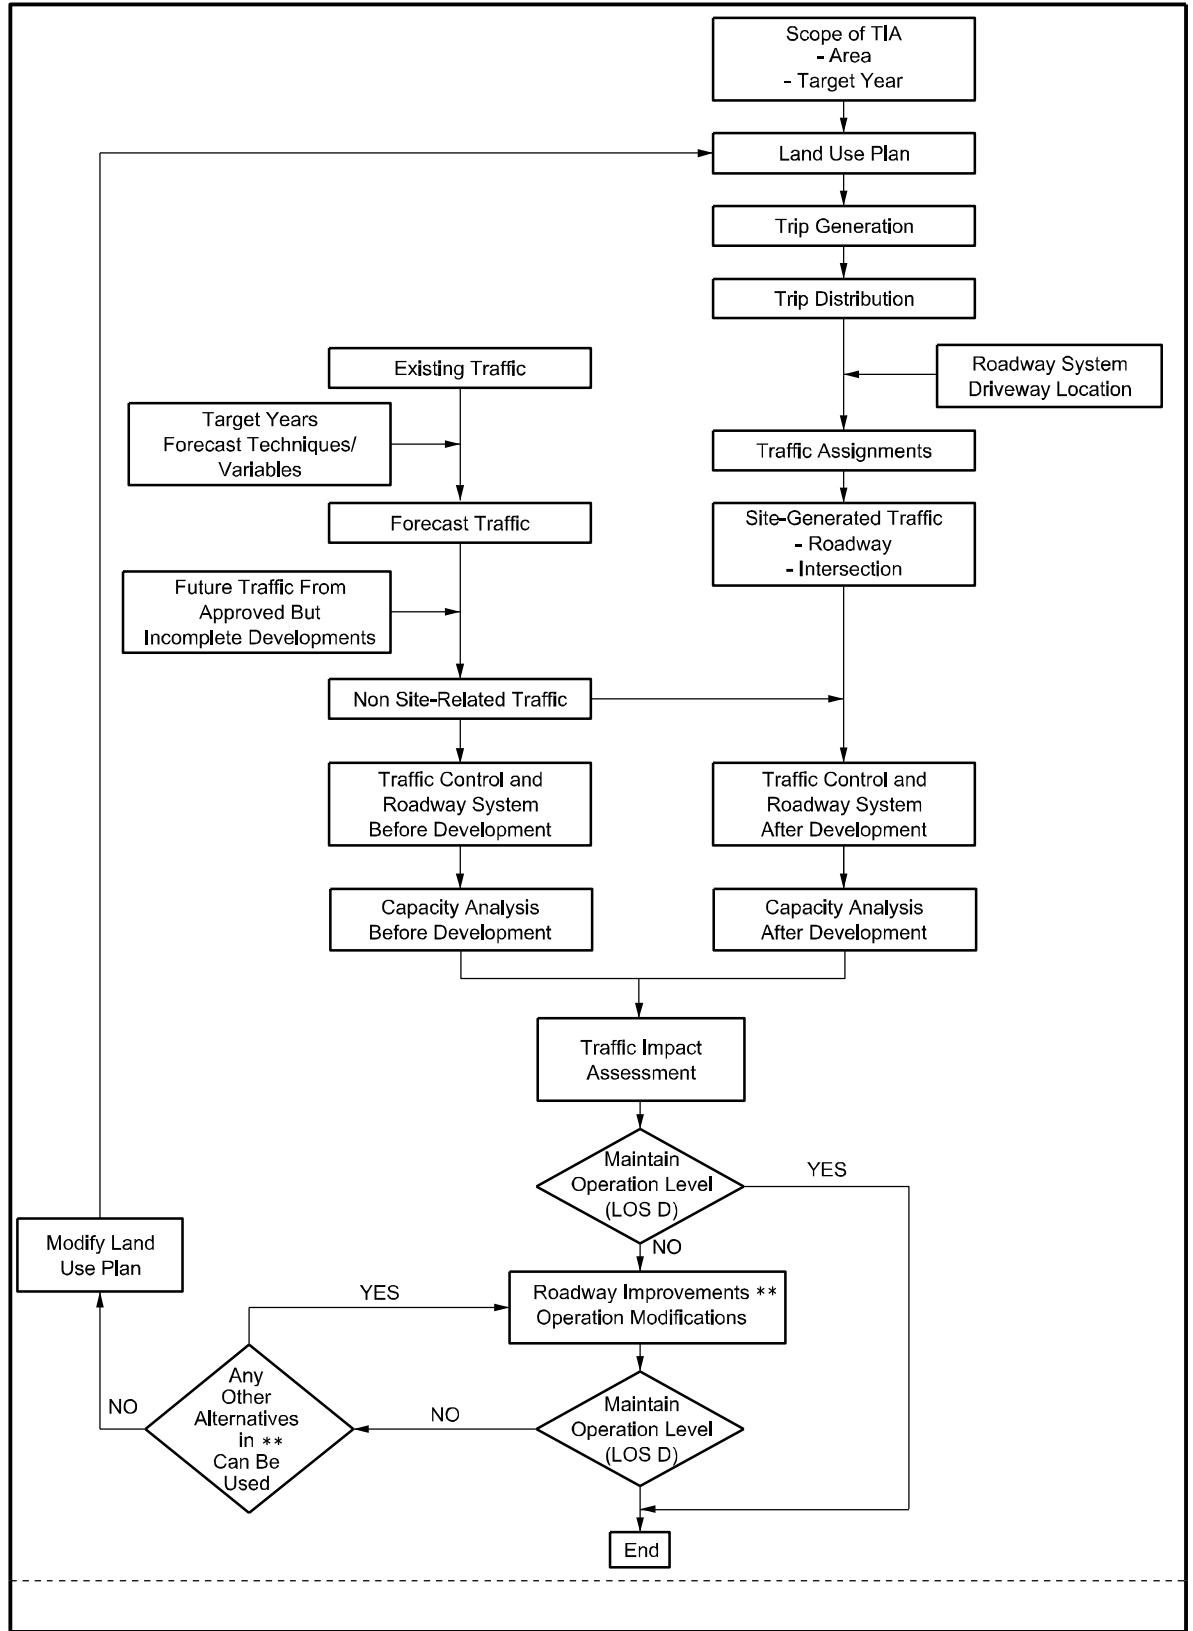 Scope of TIA
- Area
- Target Year
Land Use Plan
Trip Generation
Trip Distribution
Existing Traffic
Roadway System
Driveway Location
Target Years
Forecast Techniques/
Variables
Traffic Assignments
Forecast Traffic
Site-Generated Traffic
- Roadway
- Intersection
Future Traffic From
Approved But
Incomplete Developments
Non Site-Related Traffic
Traffic Control and
Roadway System
Before Development
Traffic Control and
Roadway System
After Development
Capacity Analysis
Before Development
Capacity Analysis
After Development
Traffic Impact
Assessment
Maintain
Operation Level
(LOS D)
YES
NO
Modify Land
Use Plan
YES
Roadway Improvements **
Operation Modifications
Any
Other
Alternatives
in **
Can Be
Used
NO
NO
Maintain
Operation Level
(LOS D)
End